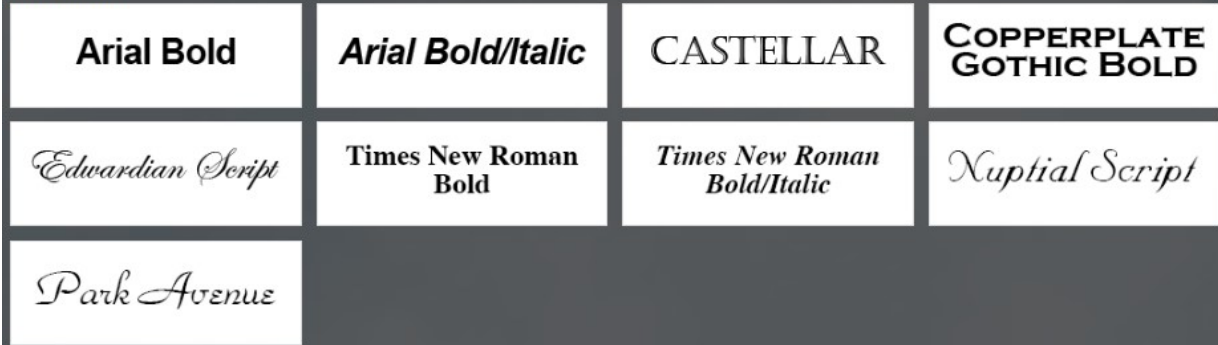 Arial Bold
Arial Bold/Italic
CASTELLAR
COPPERPLATE
GOTHIC BOLD
Edwardian Script
Times New Roman
Bold
Times New Roman
Bold/Italic
Nuptial Script
Park Avenue